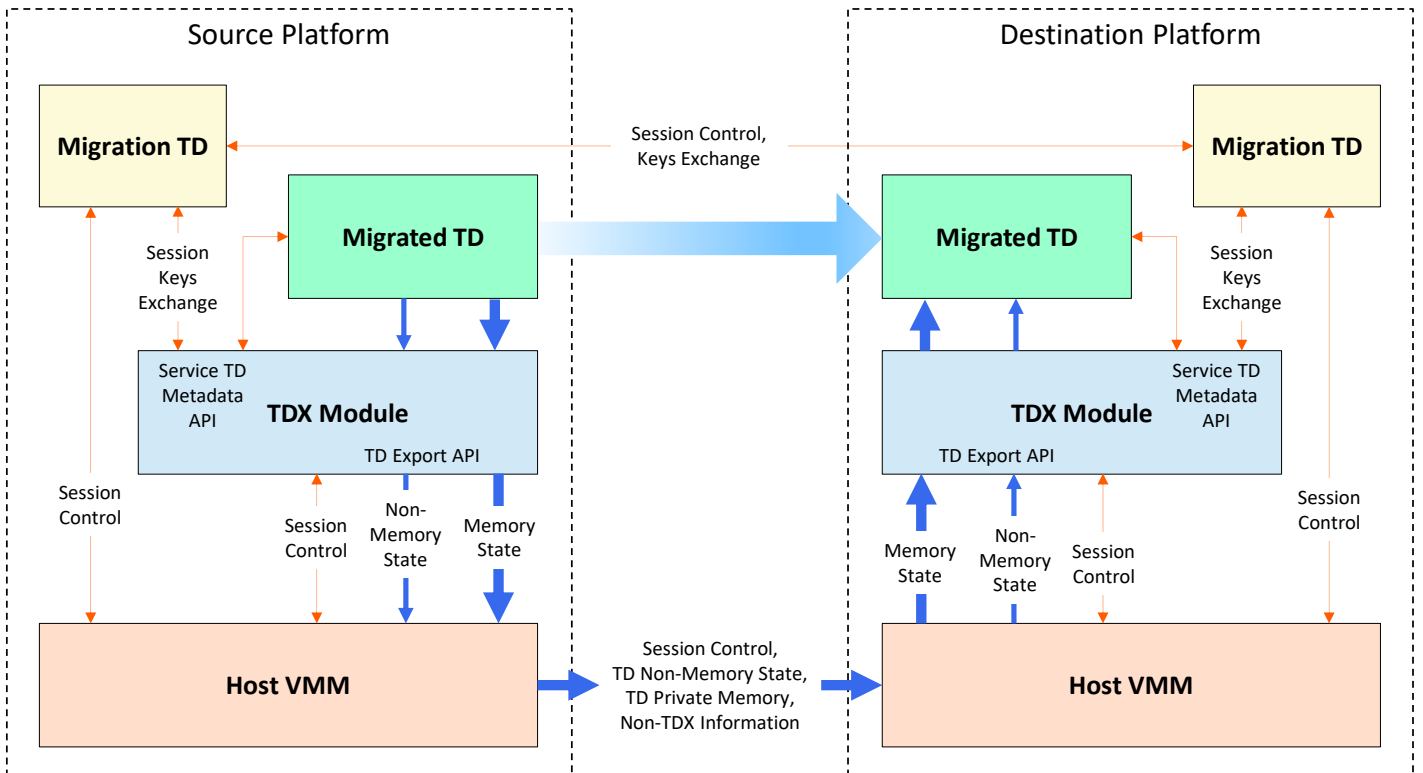 Source Platform
Destination Platform
Migration TD
Session Control,
Keys Exchange
Migration TD
Migrated TD
Migrated TD
Session
Keys
Exchange
Session
Keys
Exchange
Service TD
Metadata
API
TDX Module
TD Export API
Service TD
Metadata
API
TDX Module
TD Export API
Session
Control
Session
Control
Non-
Memory
State
Memory
State
Memory
State
Non-
Memory
State
Session
Control
Session
Control
Host VMM
Session Control,
TD Non-Memory State,
TD Private Memory,
Non-TDX Information
Host VMM